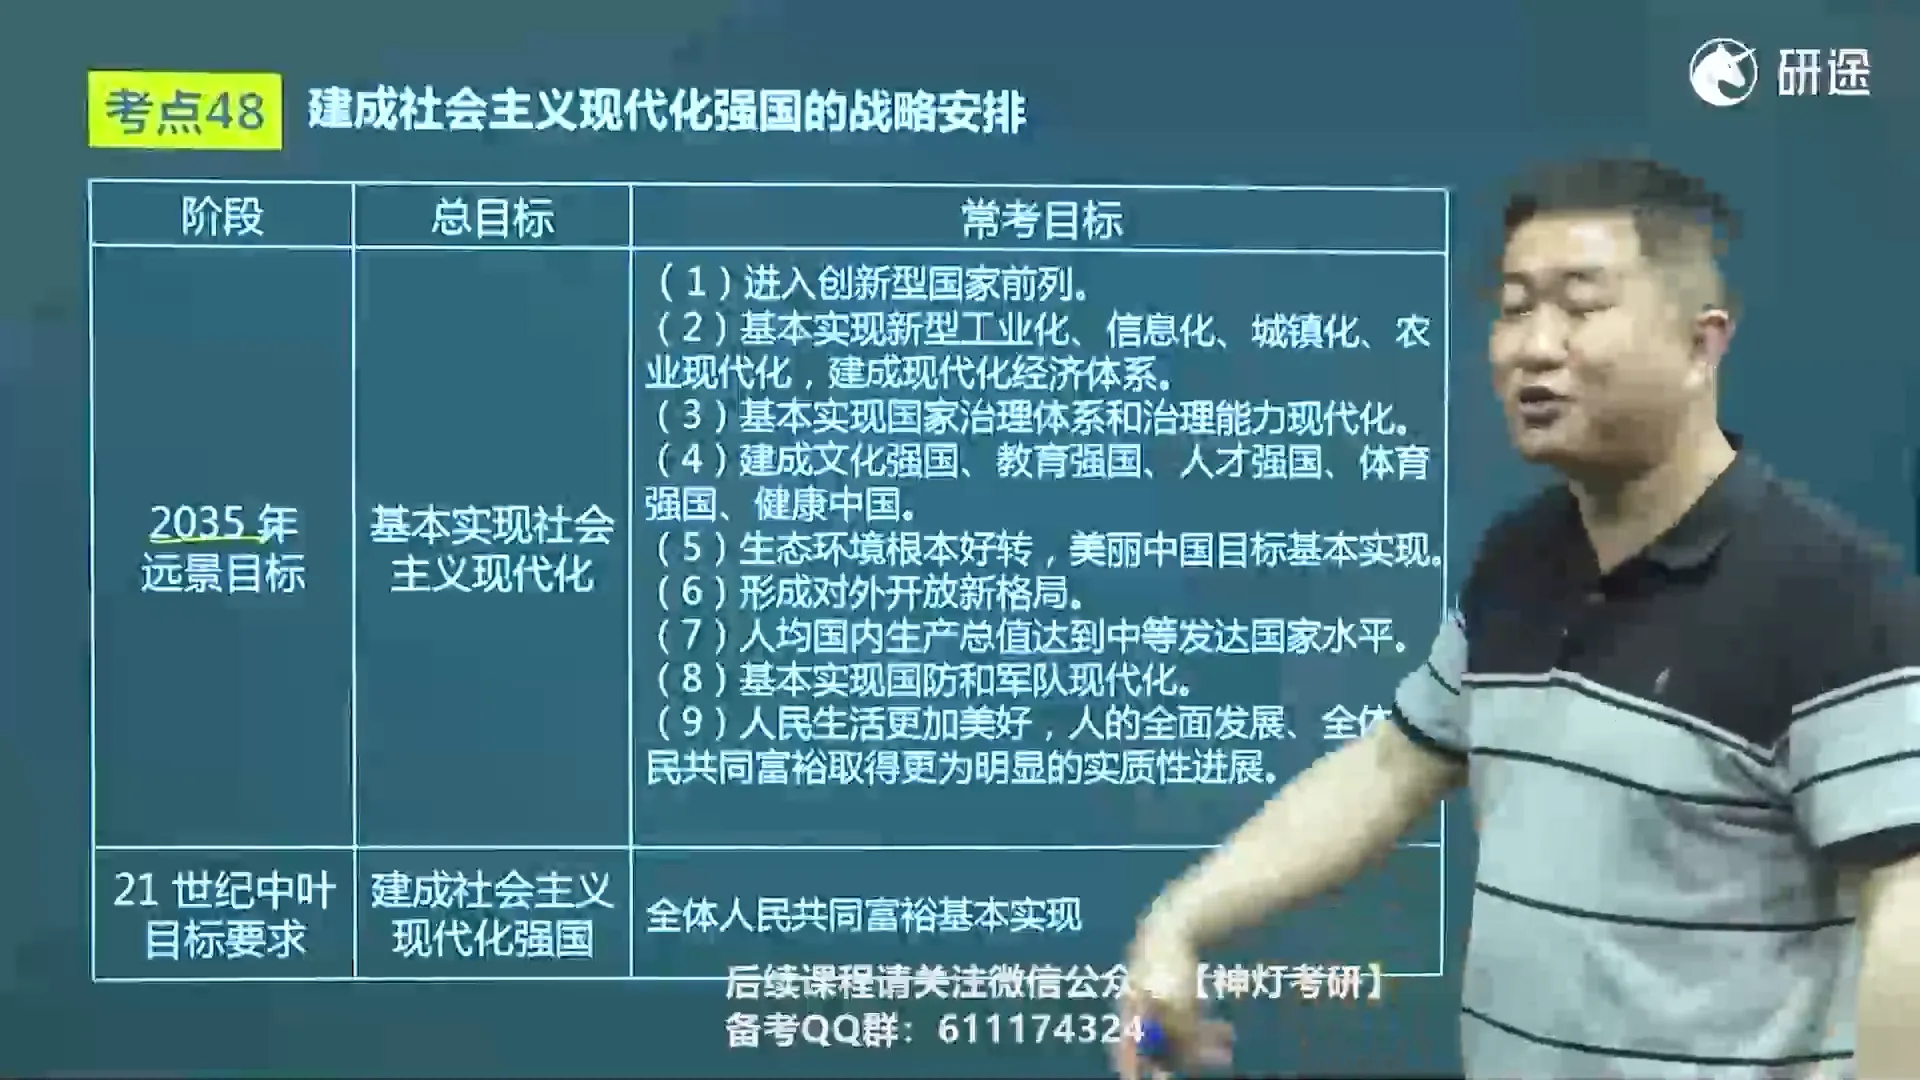 研途
考点48 建成社会主义现代化强国的战略安排
阶段 总目标 常考目标
（1）进入创新型国家前列。
（2）基本实现新型工业化、信息化、城镇化、农
业现代化，建成现代化经济体系。
（3）基本实现国家治理体系和治理能力现代化。
（4）建成文化强国、教育强国、人才强国、体育
强国、健康中国。
2035年
远景目标
基本实现社会
主义现代化
（5）生态环境根本好转，美丽中国目标基本实现。
（6）形成对外开放新格局。
（7）人均国内生产总值达到中等发达国家水平。
（8）基本实现国防和军队现代化。
（9）人民生活更加美好，人的全面发展、全体
民共同富裕取得更为明显的实质性进展。
21世纪中叶
目标要求
建成社会主义
现代化强国
全体人民共同富裕基本实现
后续课程请关注微信公众 【神灯考研】
备考QQ群：611174324